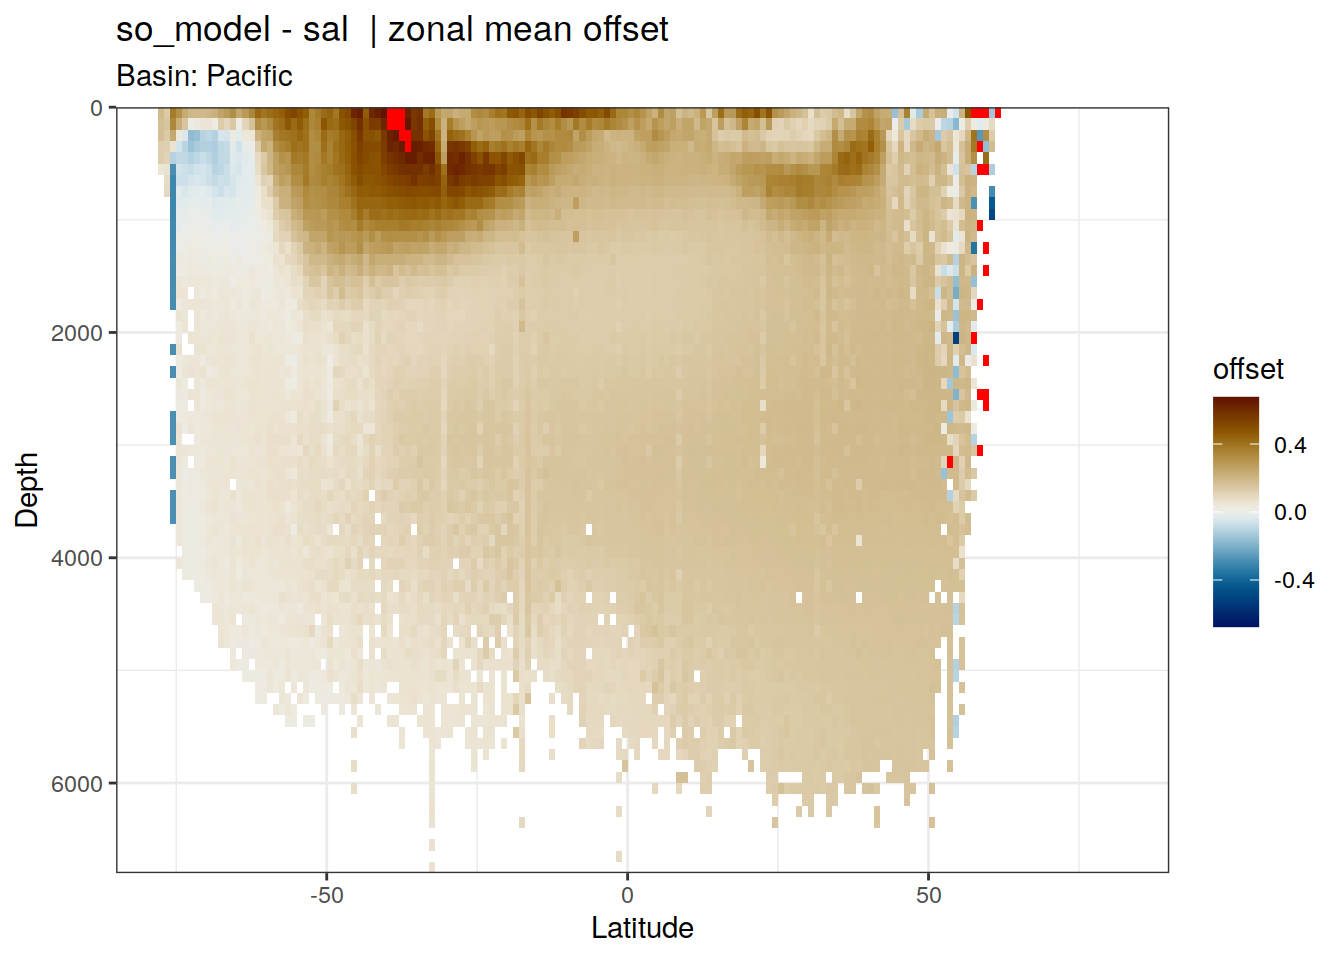 so_model - sal  | zonal mean offset
Basin: Pacific
0
2000
4000
6000
Depth
-50
0
50
Latitude
offset
0.4
0.0
-0.4